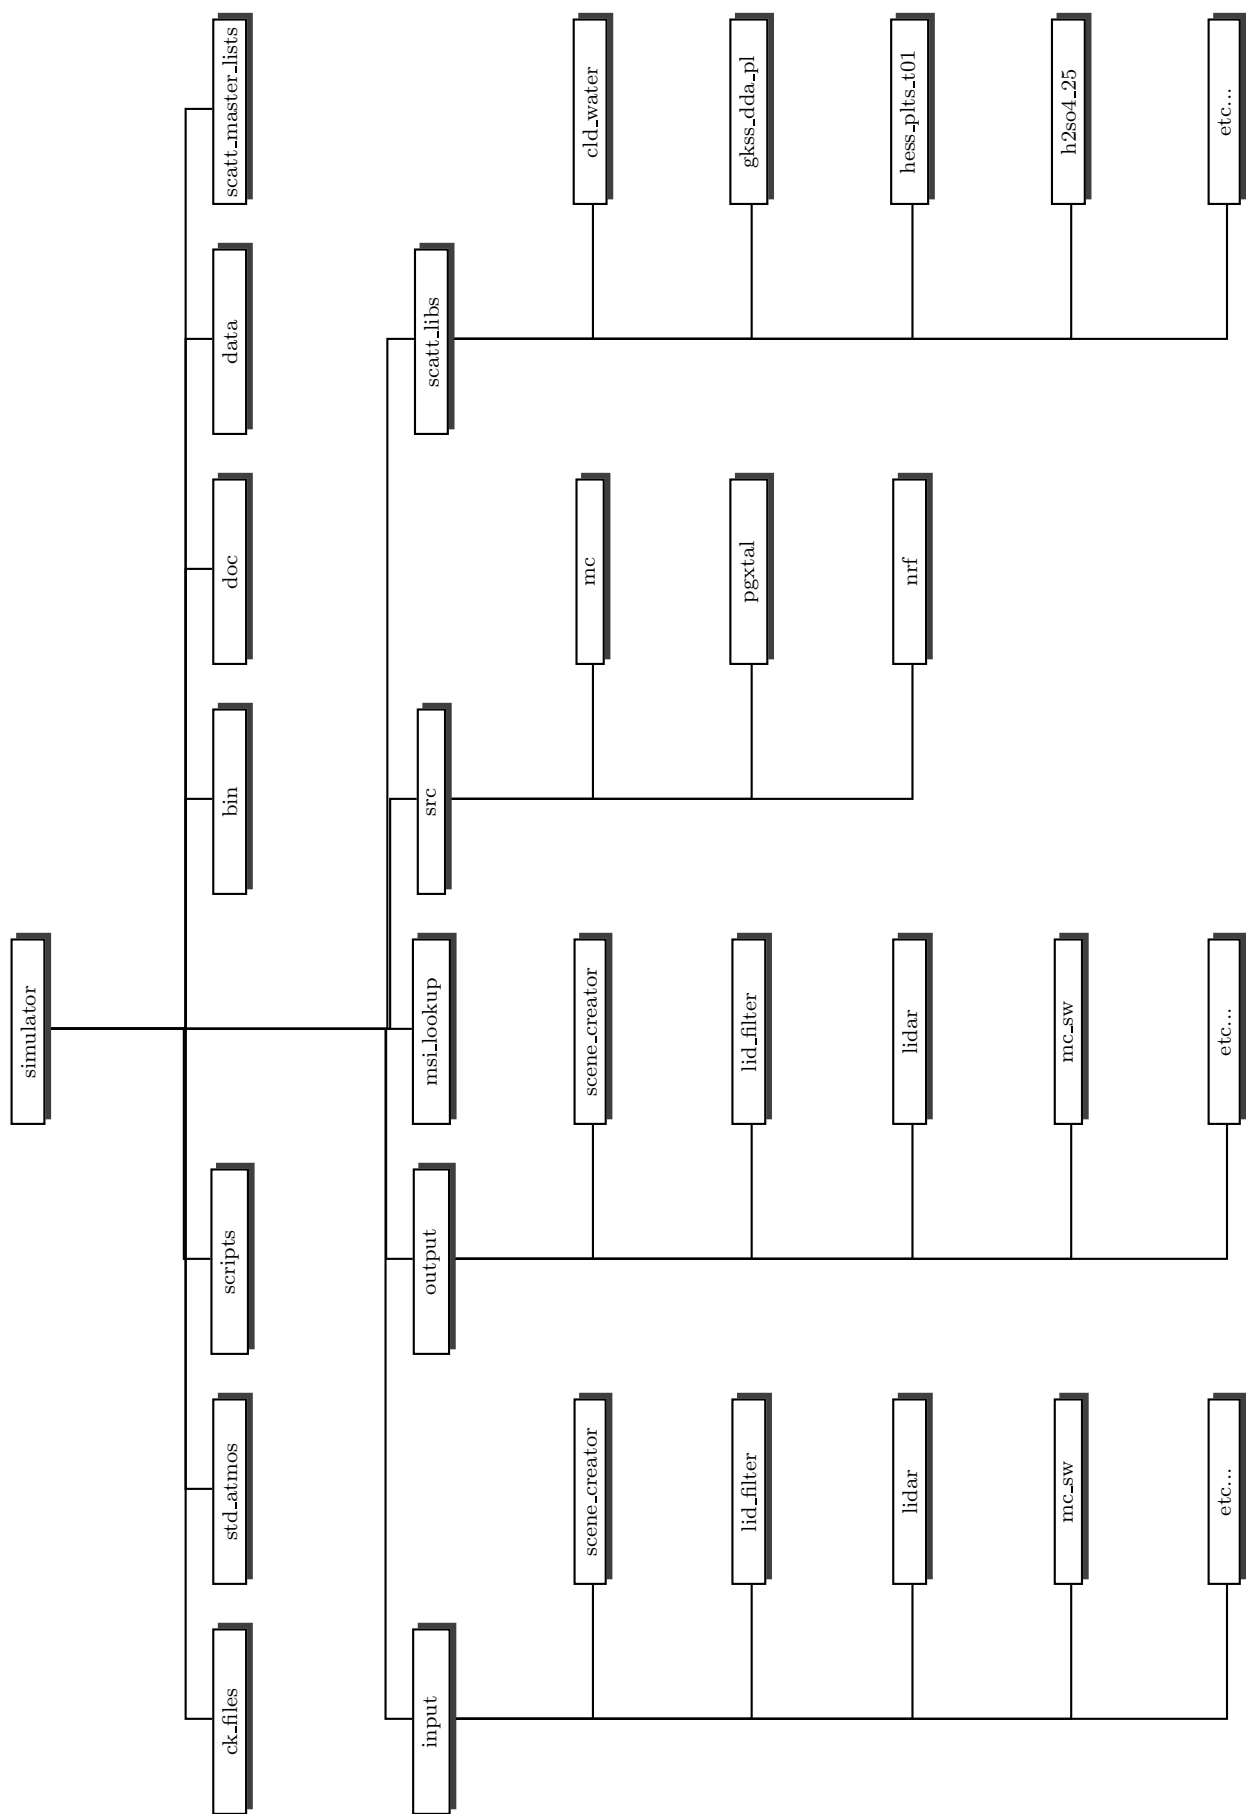 simulator
ck_files
std_atmos
scripts
bin
doc
data
scatt_master_lists
input
output
msi_lookup
src
scatt_libs
scene_creator
scene_creator
mc
cld_water
lid_filter
lid_filter
pgxtal
gkss_dda_pl
lidar
lidar
nrf
hess_plts_t01
mc_sw
mc_sw
h2so4_25
etc...
etc...
etc...